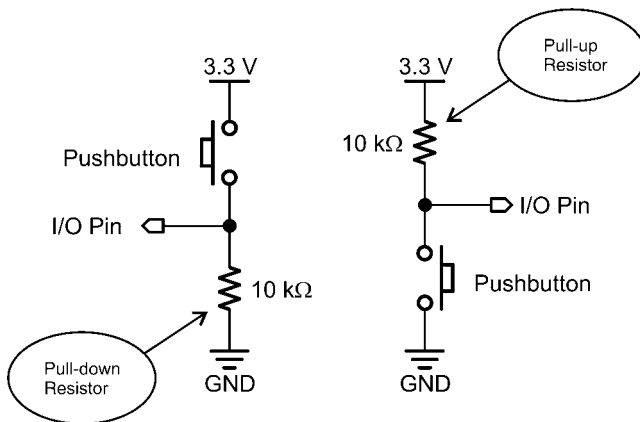 3.3 V
Pushbutton
I/O Pin
10 kΩ
Pull-down
Resistor
GND
Pull-up
Resistor
3.3 V
10 kΩ
I/O Pin
Pushbutton
GND